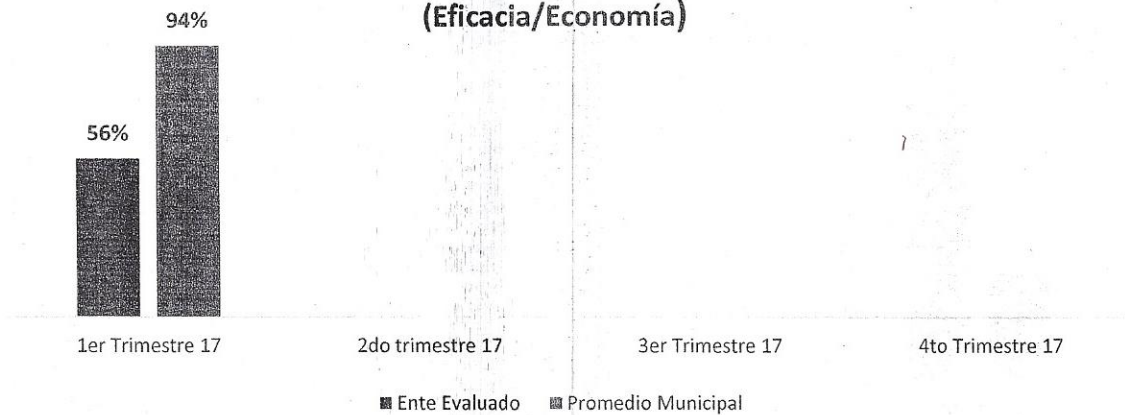 (Eficacia/Economía)
94%
56%
1er Trimestre 17
2do trimestre 17
3er Trimestre 17
4to Trimestre 17
Ente Evaluado
Promedio Municipal